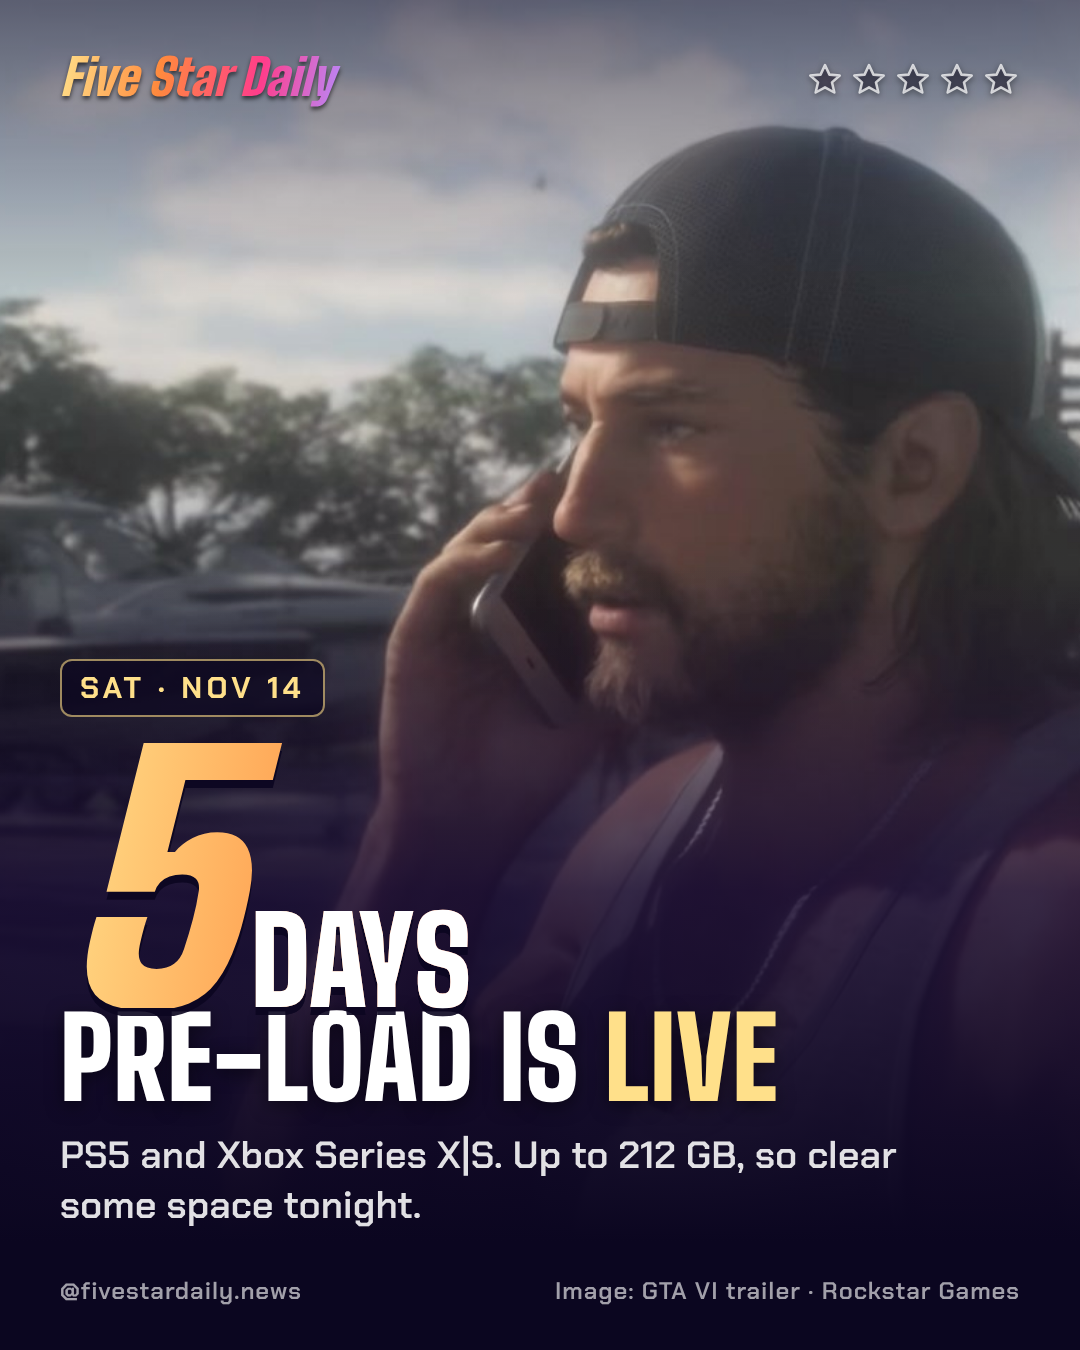 Five Star Daily
SAT · NOV 14
5 DAYS
PRE-LOAD IS LIVE
PS5 and Xbox Series X|S. Up to 212 GB, so clear
some space tonight.
@fivestardaily.news
Image: GTA VI trailer · Rockstar Games